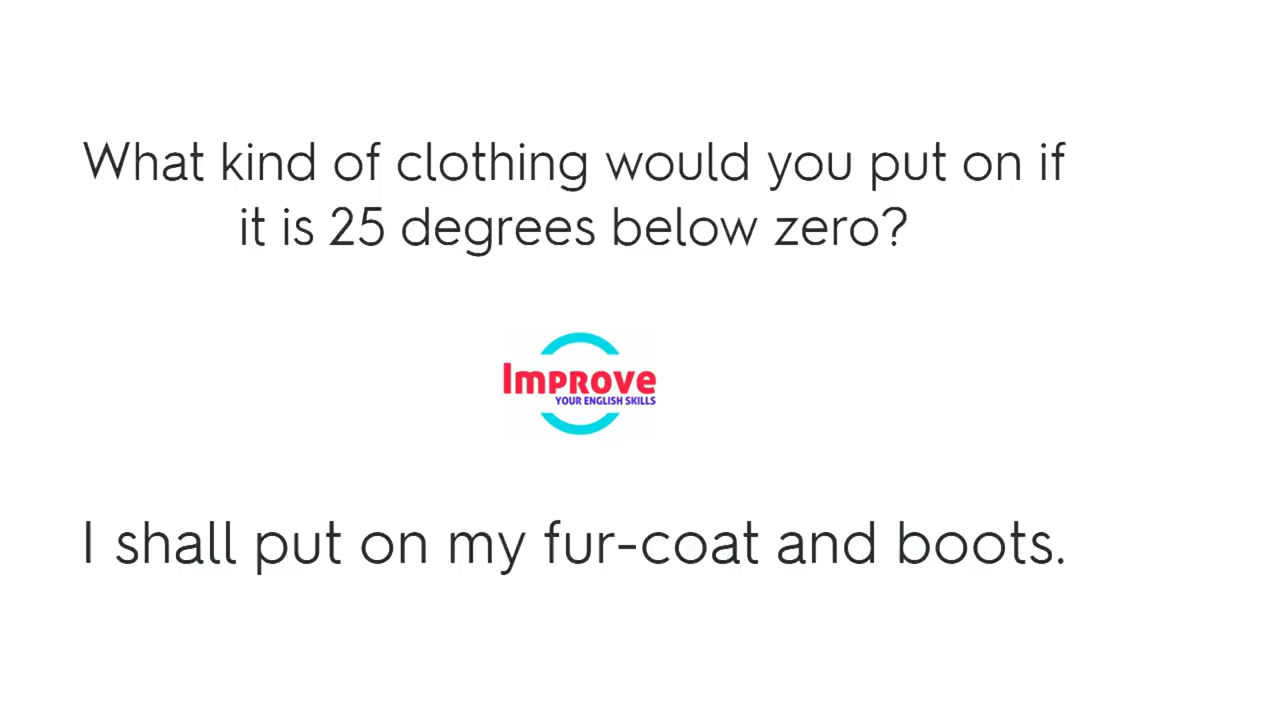 What kind of clothing would you put on if
it is 25 degrees below zero?
Improve
YOUR ENGLISH SKILLS
I shall put on my fur-coat and boots.